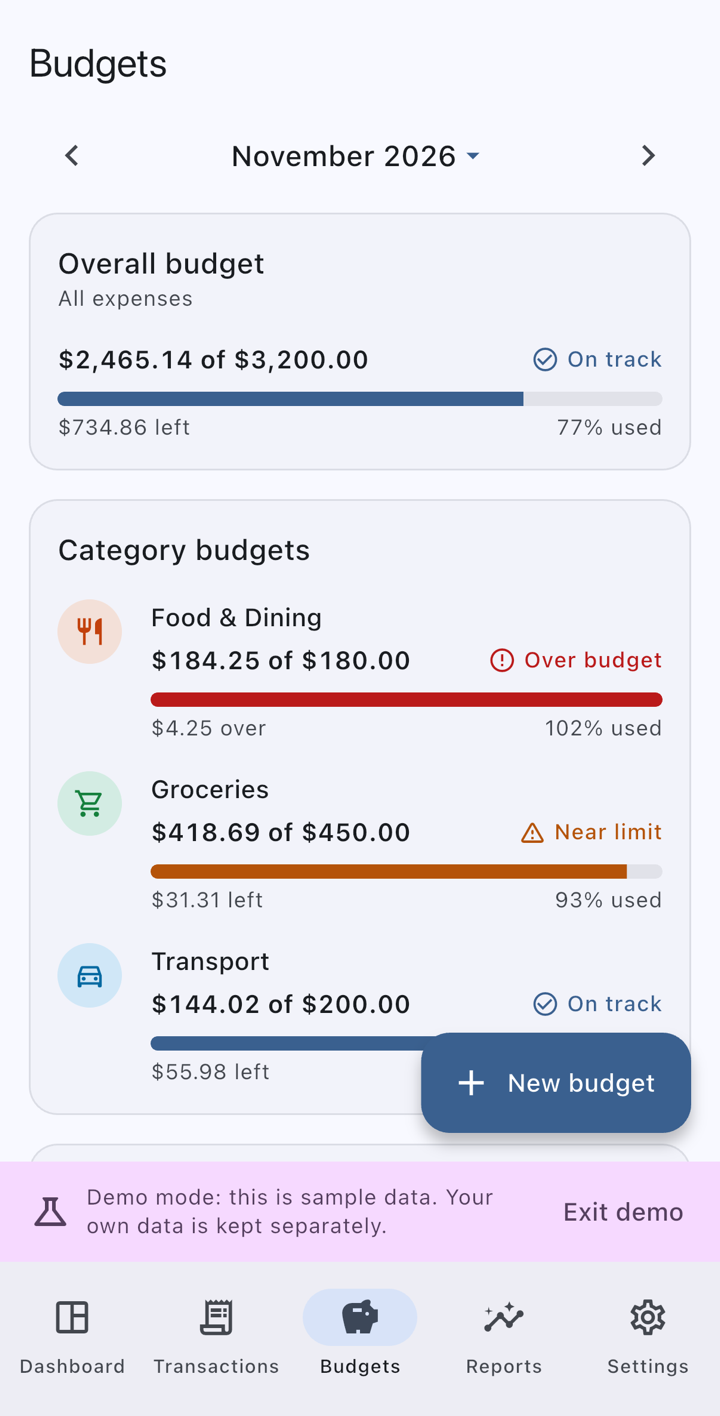 Budgets
November 2026
Overall budget
All expenses
$2,465.14 of $3,200.00
On track
$734.86 left
77% used
Category budgets
Food & Dining
$184.25 of $180.00
Over budget
$4.25 over
102% used
Groceries
$418.69 of $450.00
Near limit
$31.31 left
93% used
Transport
$144.02 of $200.00
On track
$55.98 left
New budget
Demo mode: this is sample data. Your
own data is kept separately.
Exit demo
Dashboard
Transactions
Budgets
Reports
Settings